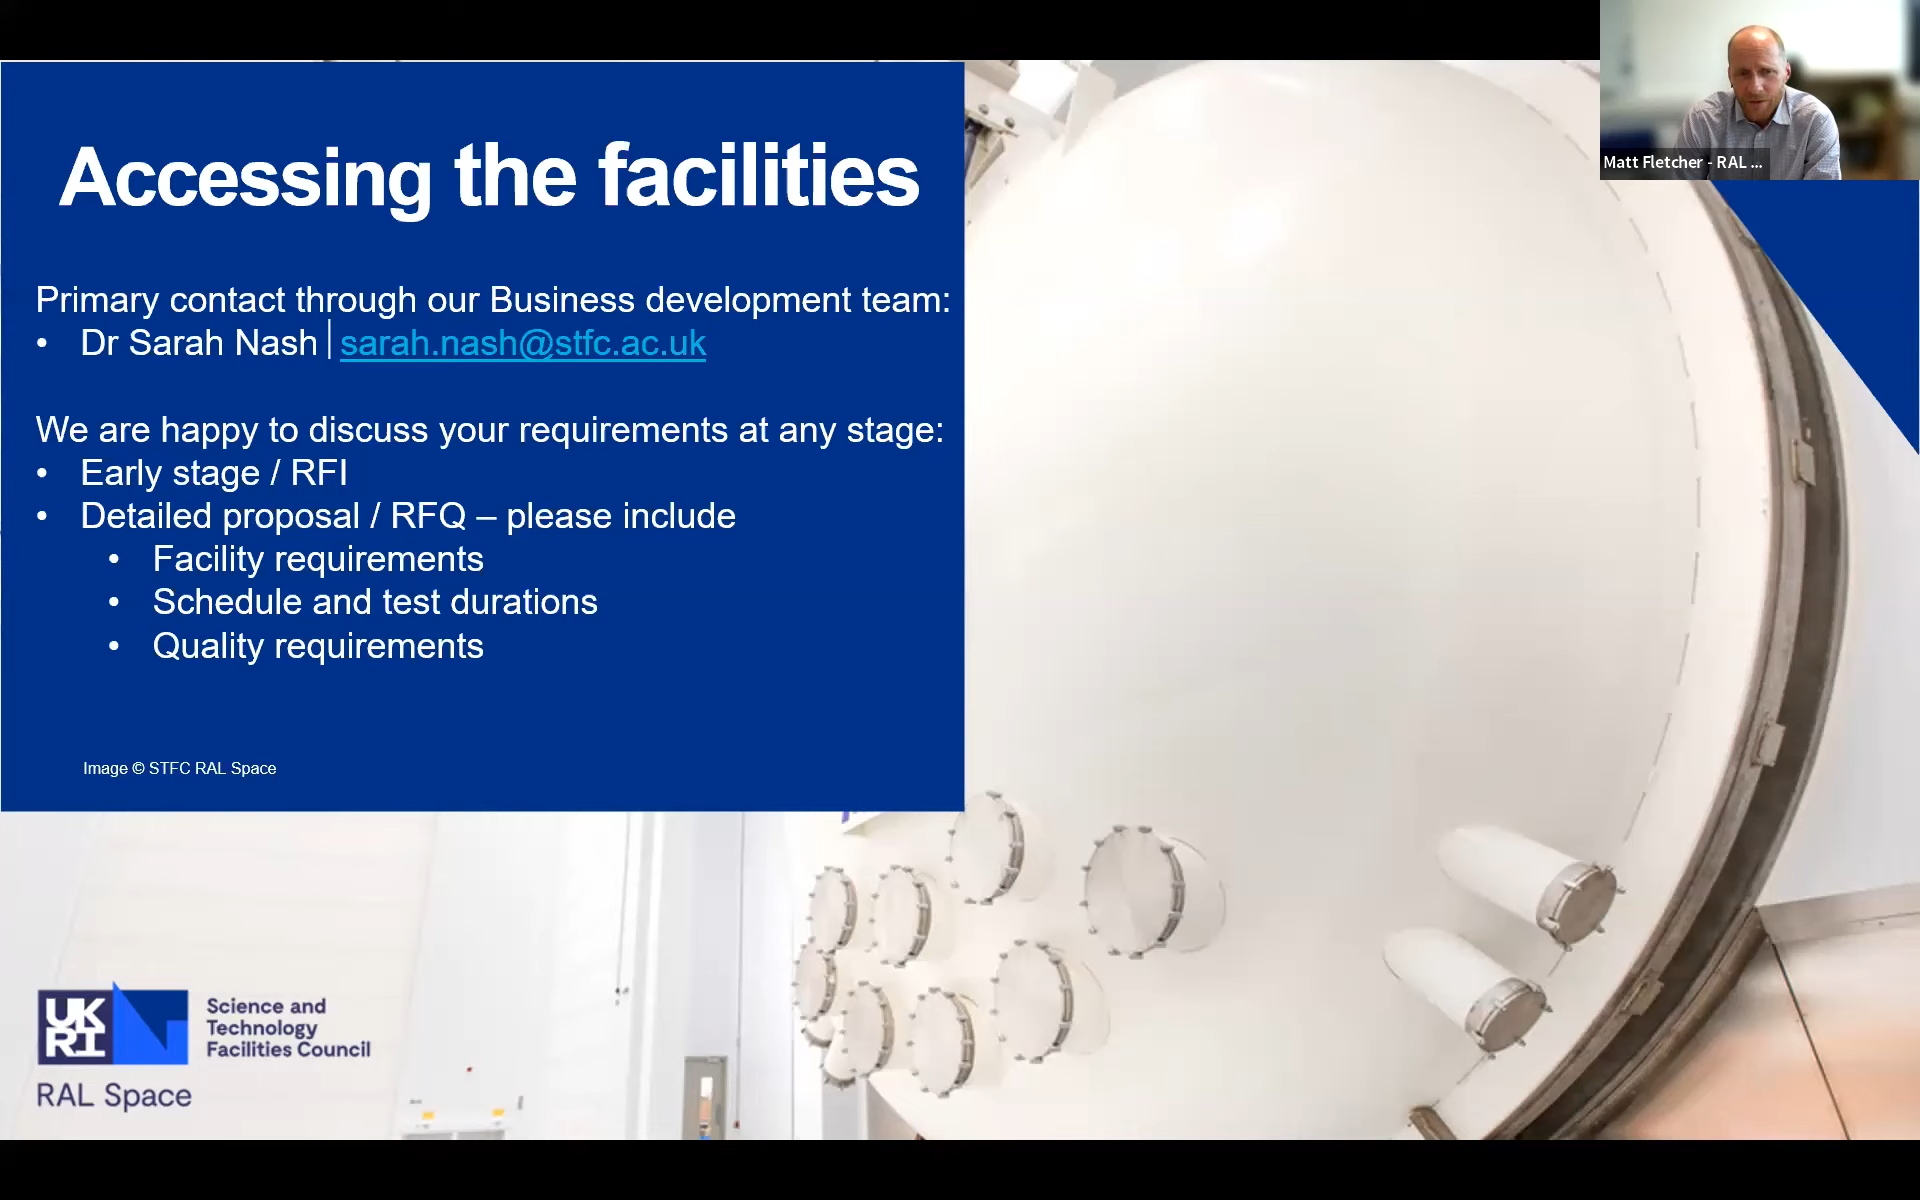 Matt Fletcher - RAL ...
Accessing the facilities
Primary contact through our Business development team:
• Dr Sarah Nash | sarah.nash@stfc.ac.uk
We are happy to discuss your requirements at any stage:
• Early stage / RFI
• Detailed proposal / RFQ – please include
• Facility requirements
• Schedule and test durations
• Quality requirements
Image © STFC RAL Space
UK
RI
Science and
Technology
Facilities Council
RAL Space